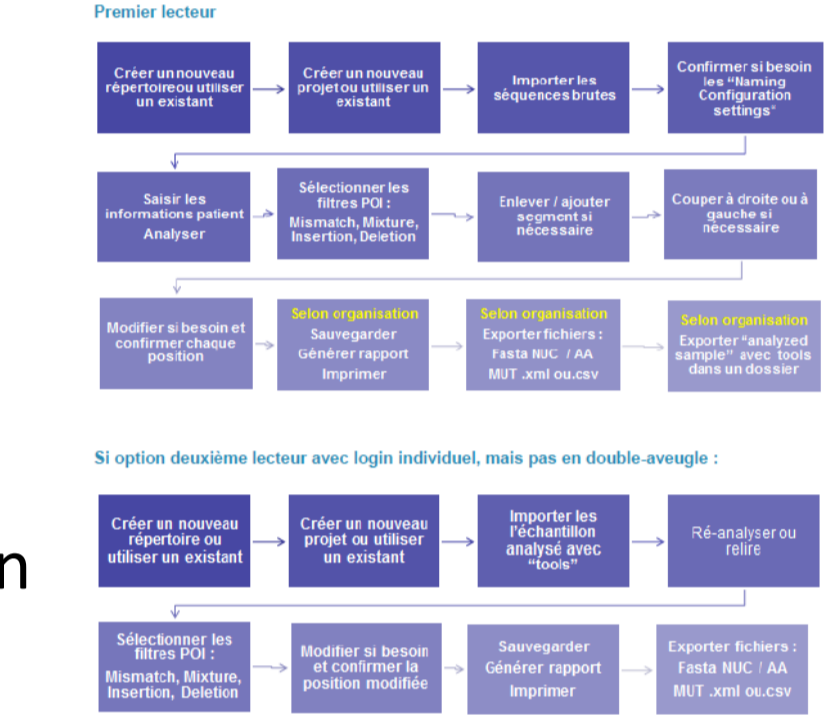 Premier lecteur
Créer un nouveau
répertoire ou utiliser
un existant
Créer un nouveau
projet ou utiliser un
existant
Importer les
séquences brutes
Confirmer si besoin
les “Naming
Configuration
settings”
Saisir les
informations patient
Analyser
Sélectionner les
filtres POI :
Mismatch, Mixture,
Insertion, Deletion
Enlever / ajouter
segment si
nécessaire
Couper à droite ou à
gauche si
nécessaire
Modifier si besoin et
confirmer chaque
position
Selon organisation
Sauvegarder
Générer rapport
Imprimer
Selon organisation
Exporter fichiers :
Fasta NUC / AA
MUT .xml ou.csv
Selon organisation
Exporter “analyzed
sample” avec tools
dans un dossier
Si option deuxième lecteur avec login individuel, mais pas en double-aveugle :
n
Créer un nouveau
répertoire ou
utiliser un existant
Créer un nouveau
projet ou utiliser
un existant
Importer les
l’échantillon
analysé avec
“tools”
Ré-analyser ou
relire
Sélectionner les
filtres POI :
Mismatch, Mixture,
Insertion, Deletion
Modifier si besoin
et confirmer la
position modifiée
Sauvegarder
Générer rapport
Imprimer
Exporter fichiers :
Fasta NUC / AA
MUT .xml ou.csv